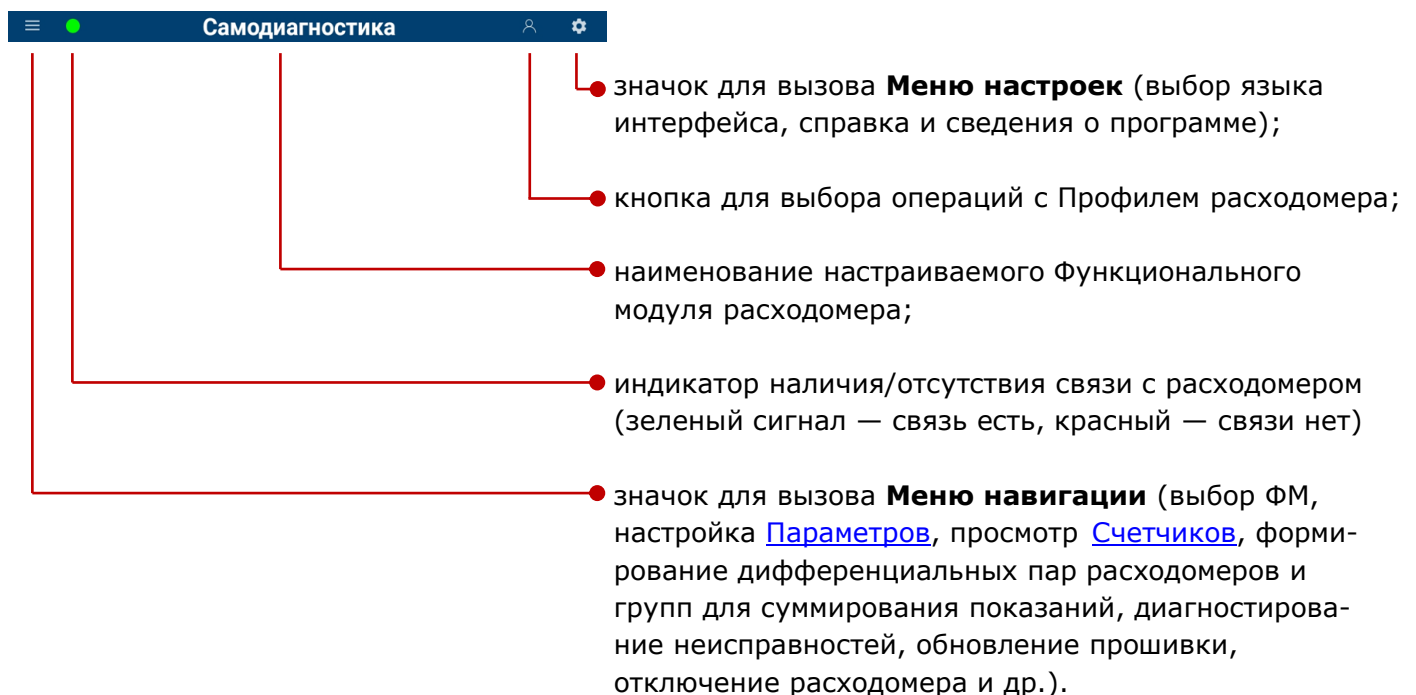 Самодиагностика
значок для вызова Меню настроек (выбор языка
интерфейса, справка и сведения о программе);
кнопка для выбора операций с Профилем расходомера;
наименование настраиваемого Функционального
модуля расходомера;
индикатор наличия/отсутствия связи с расходомером
(зеленый сигнал — связь есть, красный — связи нет)
значок для вызова Меню навигации (выбор ФМ,
настройка Параметров, просмотр Счетчиков, форми-
рование дифференциальных пар расходомеров и
групп для суммирования показаний, диагностирова-
ние неисправностей, обновление прошивки,
отключение расходомера и др.).